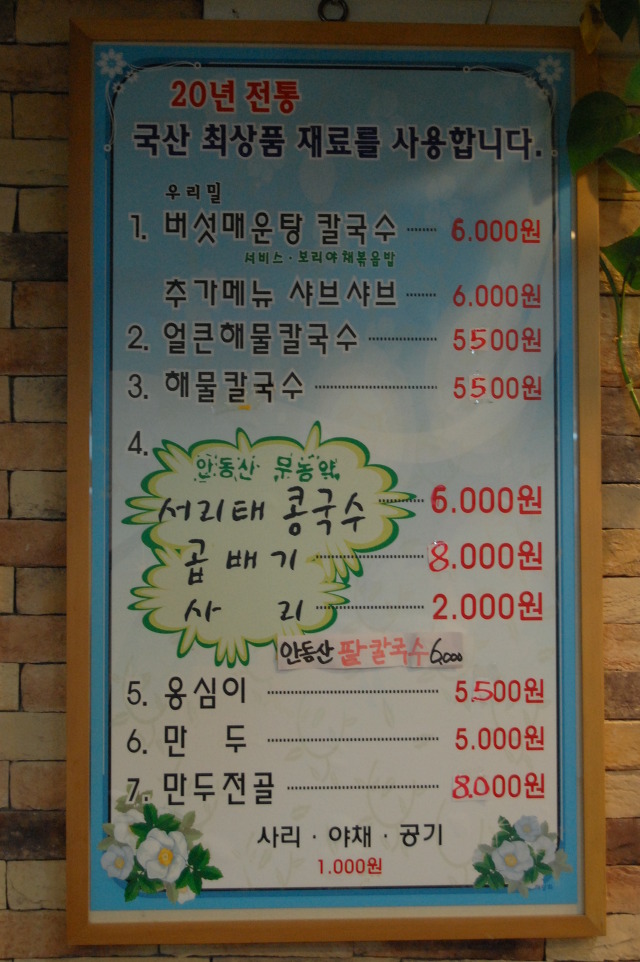 20년 전통
국산 최상품 재료를 사용합니다.
우리밀
1. 버섯매운탕 칼국수 ········ 6.000원
서비스·보리야채볶음밥
추가메뉴 샤브샤브 ········ 6.000원
2. 얼큰해물칼국수 ················ 5500원
3. 해물칼국수 ······························ 5500원
4.
안동산 무농약
서리태 콩국수 ············ 6.000원
곱배기 ························ 8.000원
사 리 ························ 2.000원
안동산 팥칼국수 6,000
5. 옹심이 ········································ 5.500원
6. 만 두 ········································ 5.000원
7. 만두전골 ···································· 8.000원
사리·야채·공기
1.000원